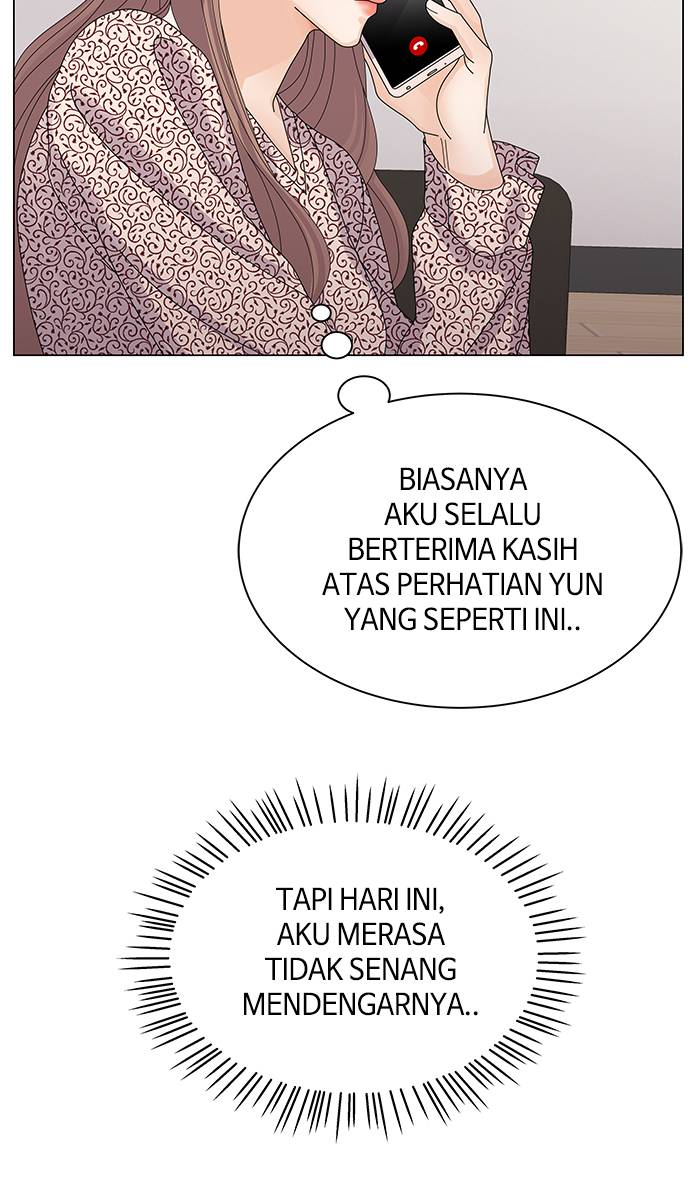 BIASANYA
AKU SELALU
BERTERIMA KASIH
ATAS PERHATIAN YUN
YANG SEPERTI INI..
TAPI HARI INI,
AKU MERASA
TIDAK SENANG
MENDENGARNYA..